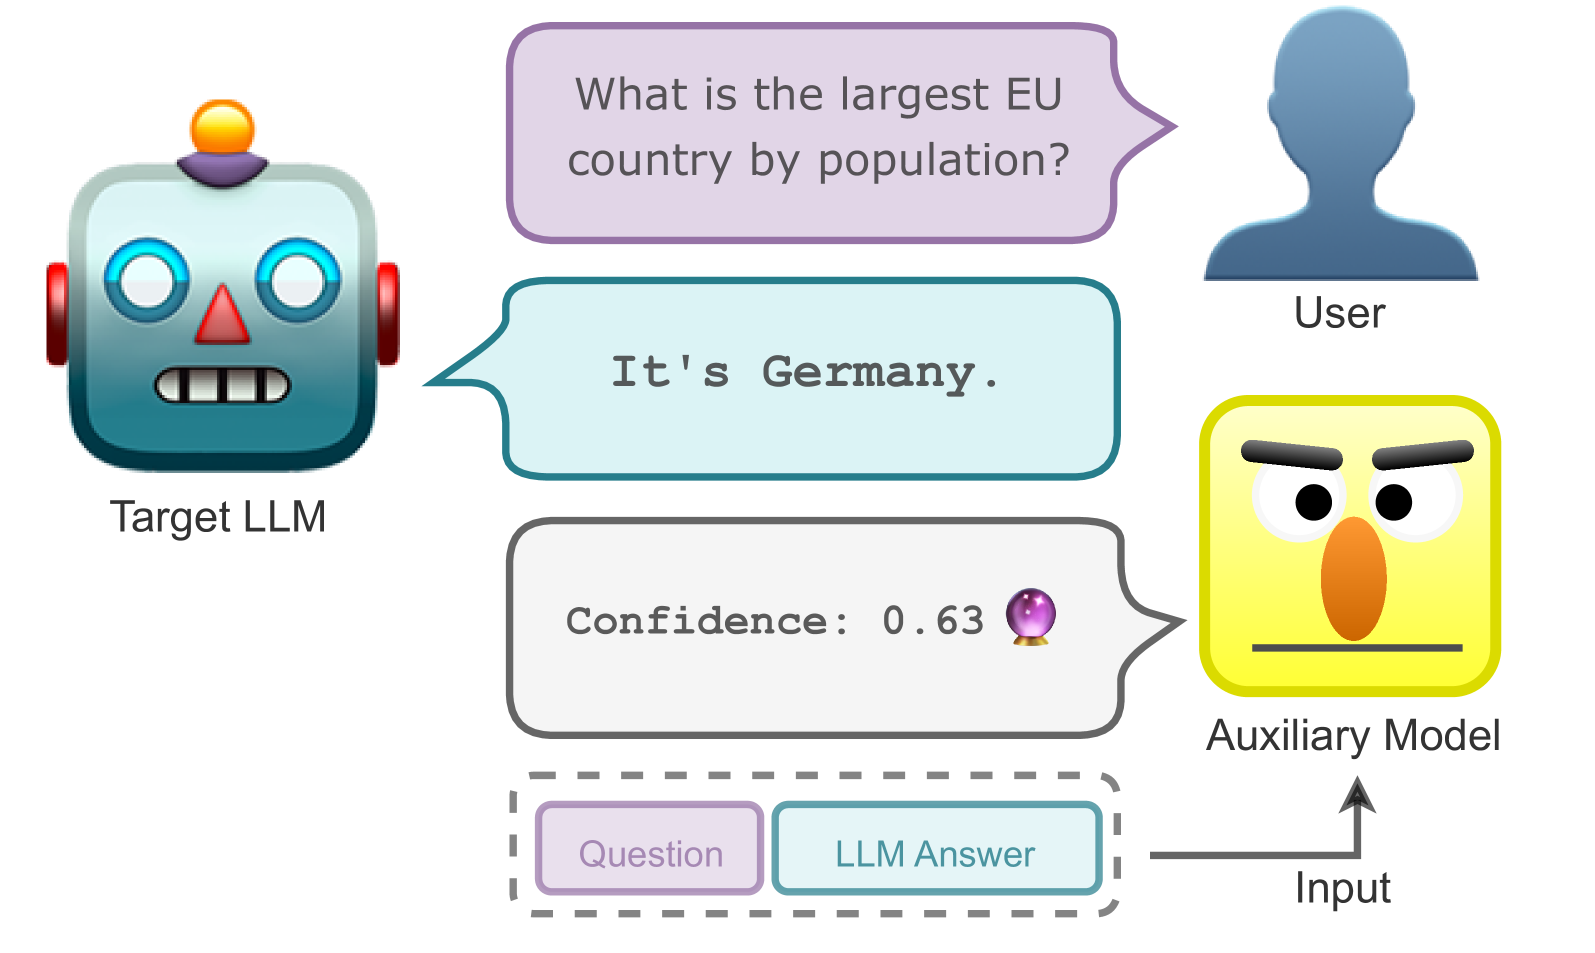 What is the largest EU
country by population?
User
It's Germany.
Target LLM
Confidence: 0.63
Auxiliary Model
Question
LLM Answer
Input